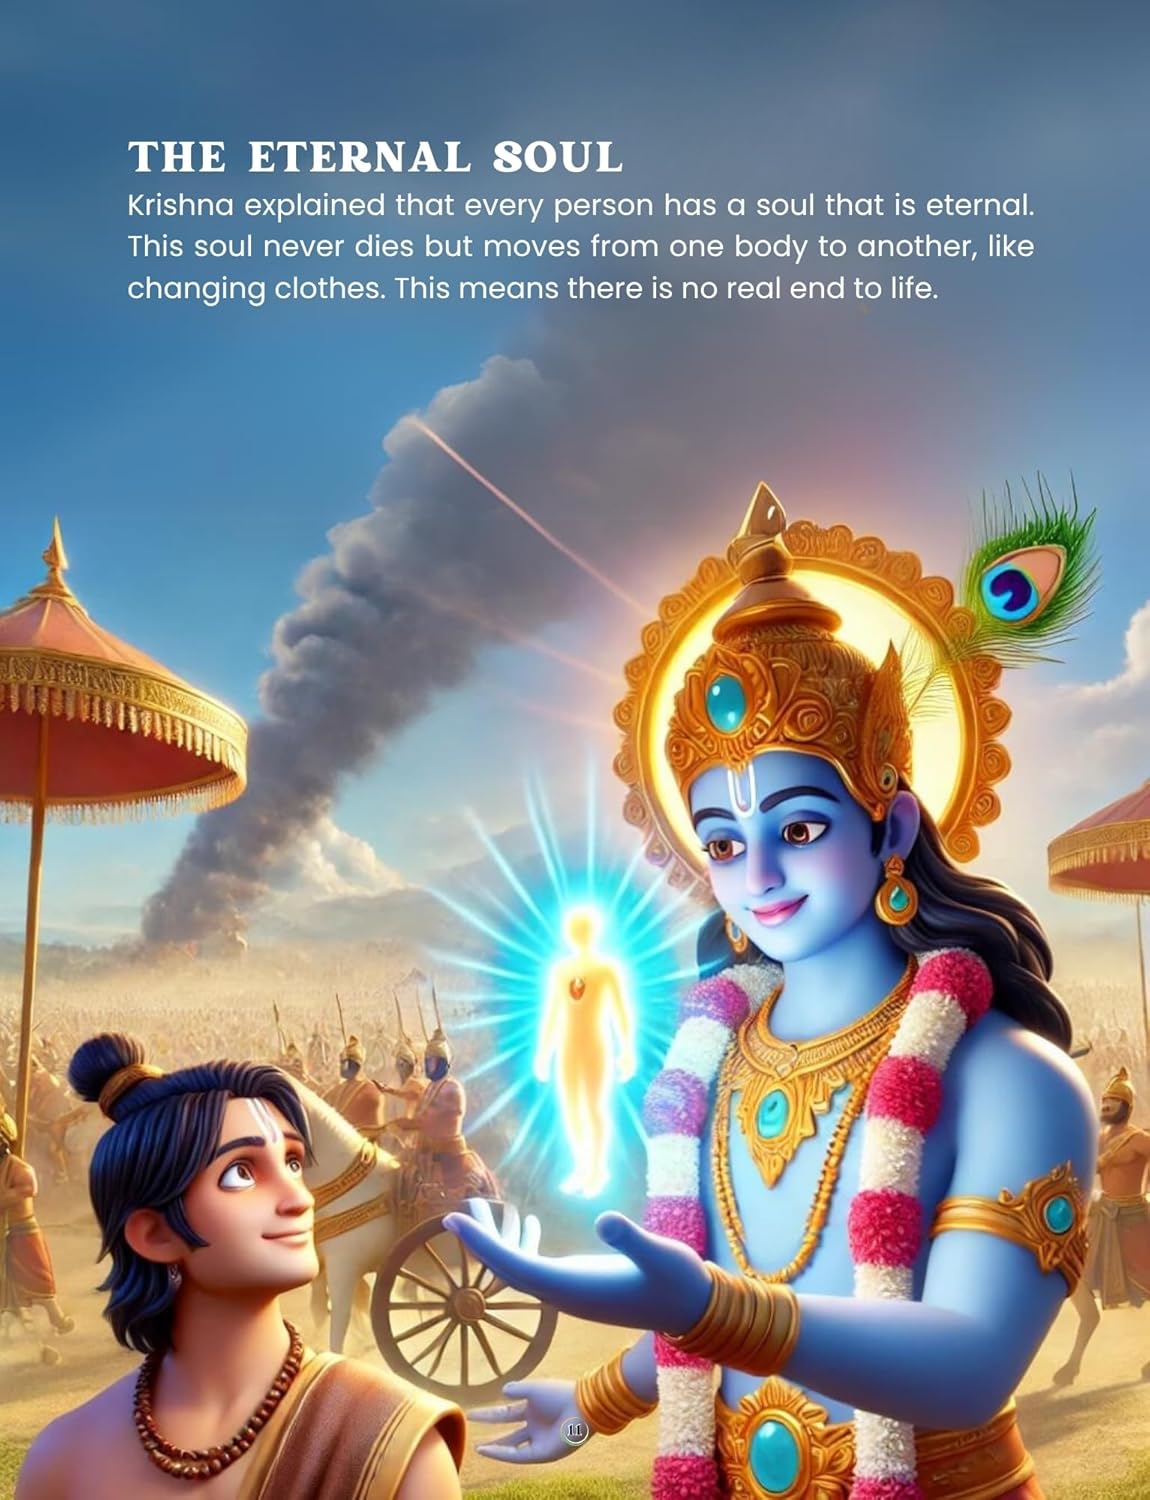 THE ETERNAL SOUL
Krishna explained that every person has a soul that is eternal.
This soul never dies but moves from one body to another, like
changing clothes. This means there is no real end to life.
11